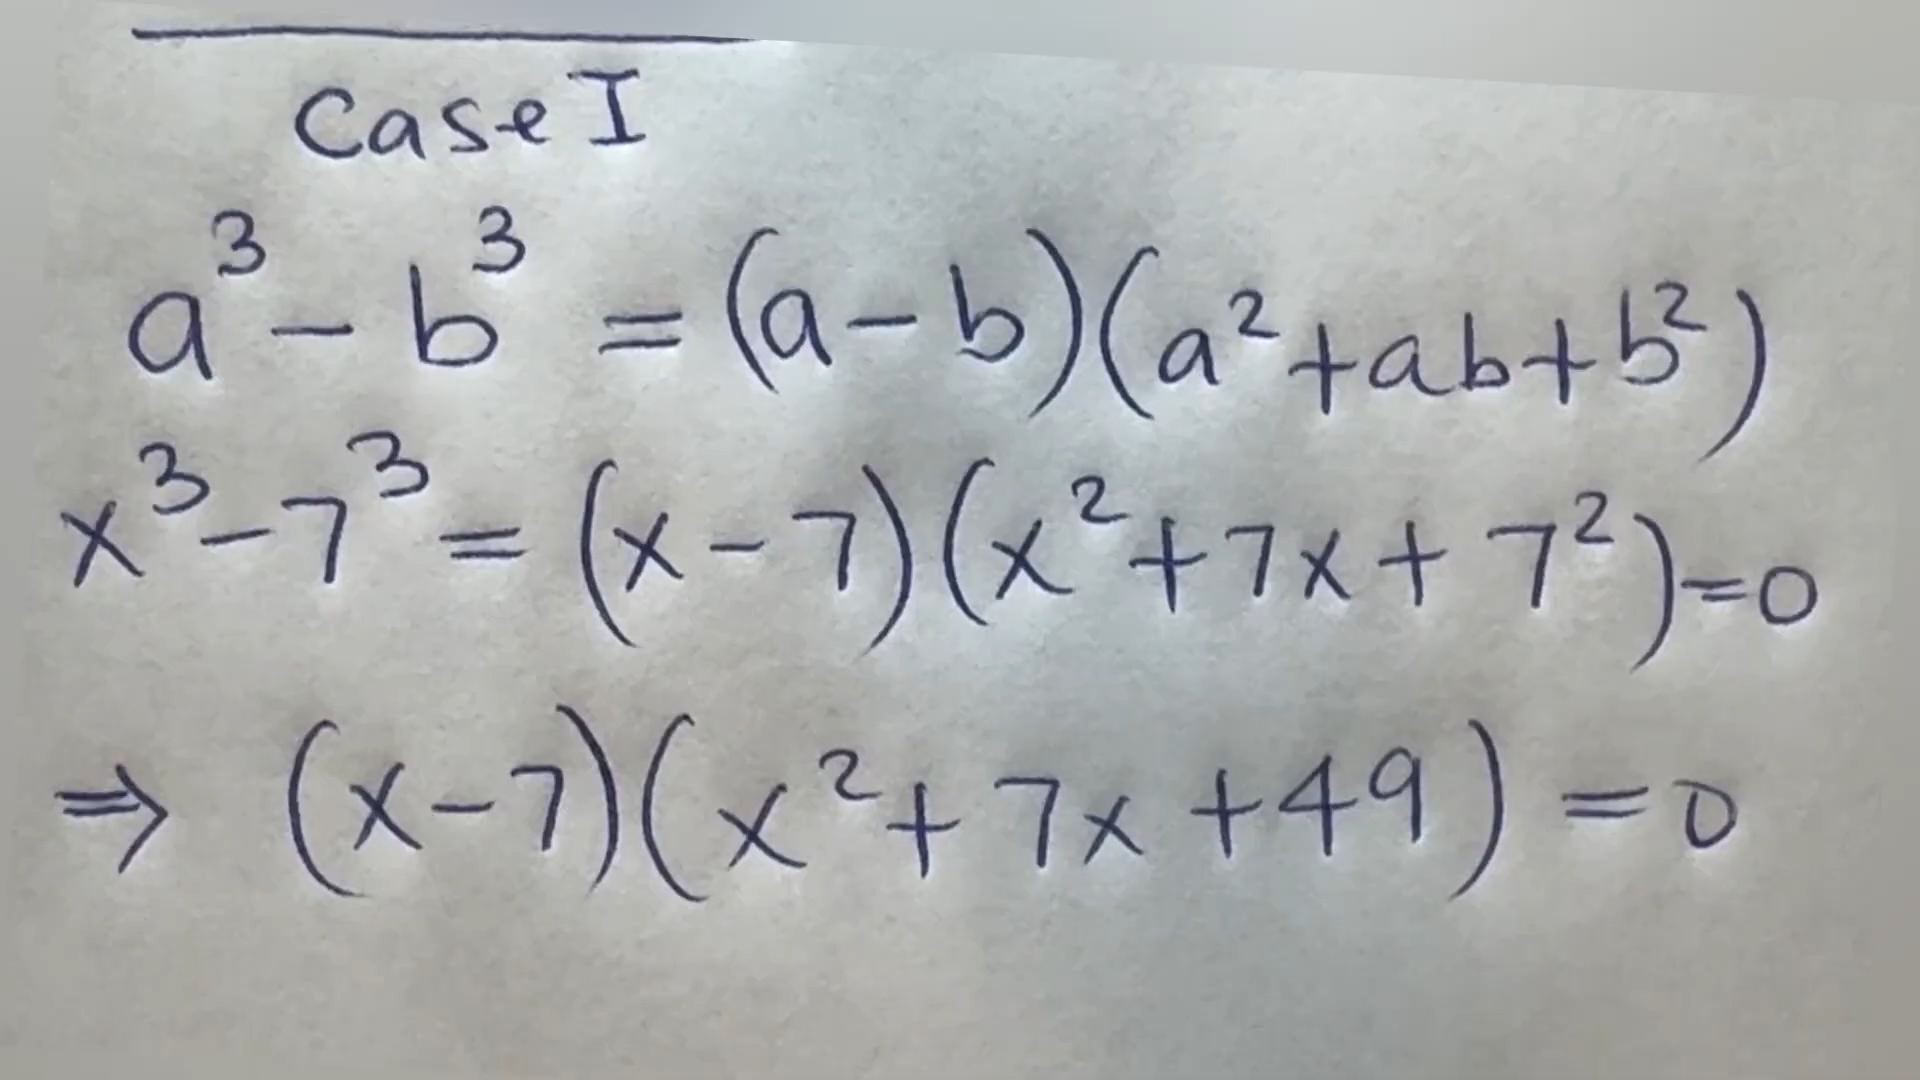 Case I
a³ - b³ = (a - b)(a² + ab + b²)
x³ - 7³ = (x - 7)(x² + 7x + 7²) = 0
⇒ (x - 7)(x² + 7x + 49) = 0